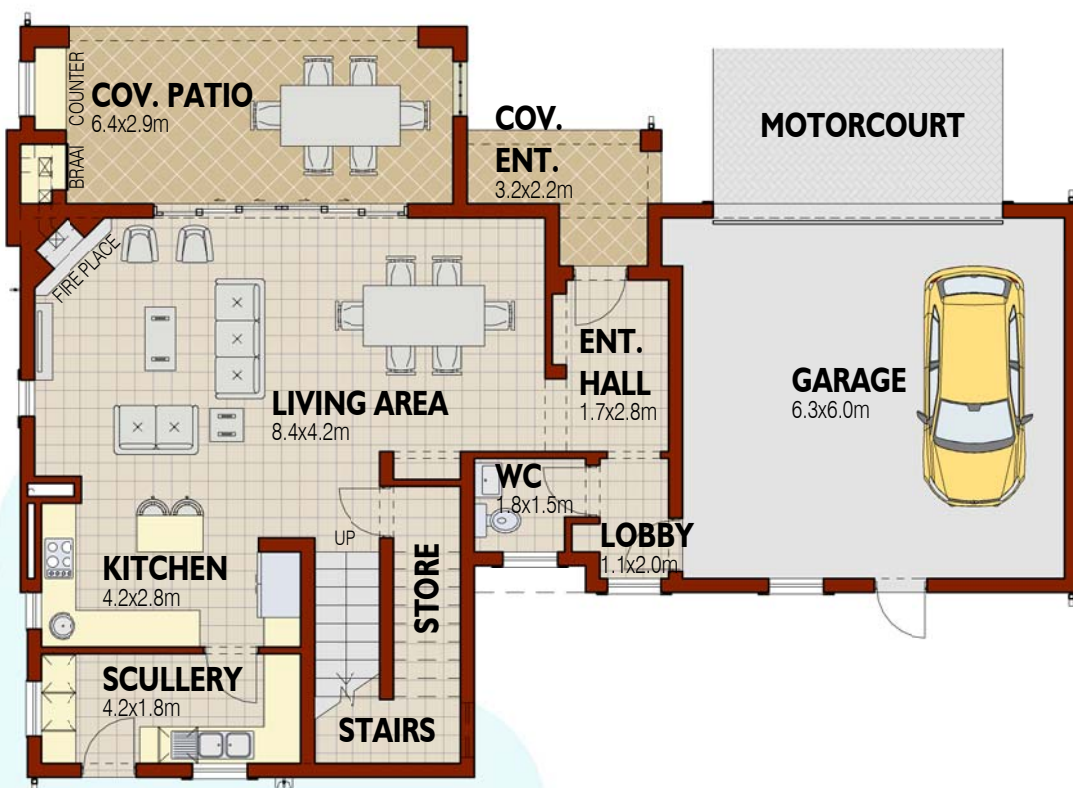 COUNTER
COV. PATIO
6.4x2.9m
BRAAI
COV.
ENT.
3.2x2.2m
MOTORCOURT
FIRE PLACE
ENT.
HALL
1.7x2.8m
GARAGE
6.3x6.0m
LIVING AREA
8.4x4.2m
WC
1.8x1.5m
LOBBY
1.1x2.0m
UP
STORE
KITCHEN
4.2x2.8m
SCULLERY
4.2x1.8m
STAIRS